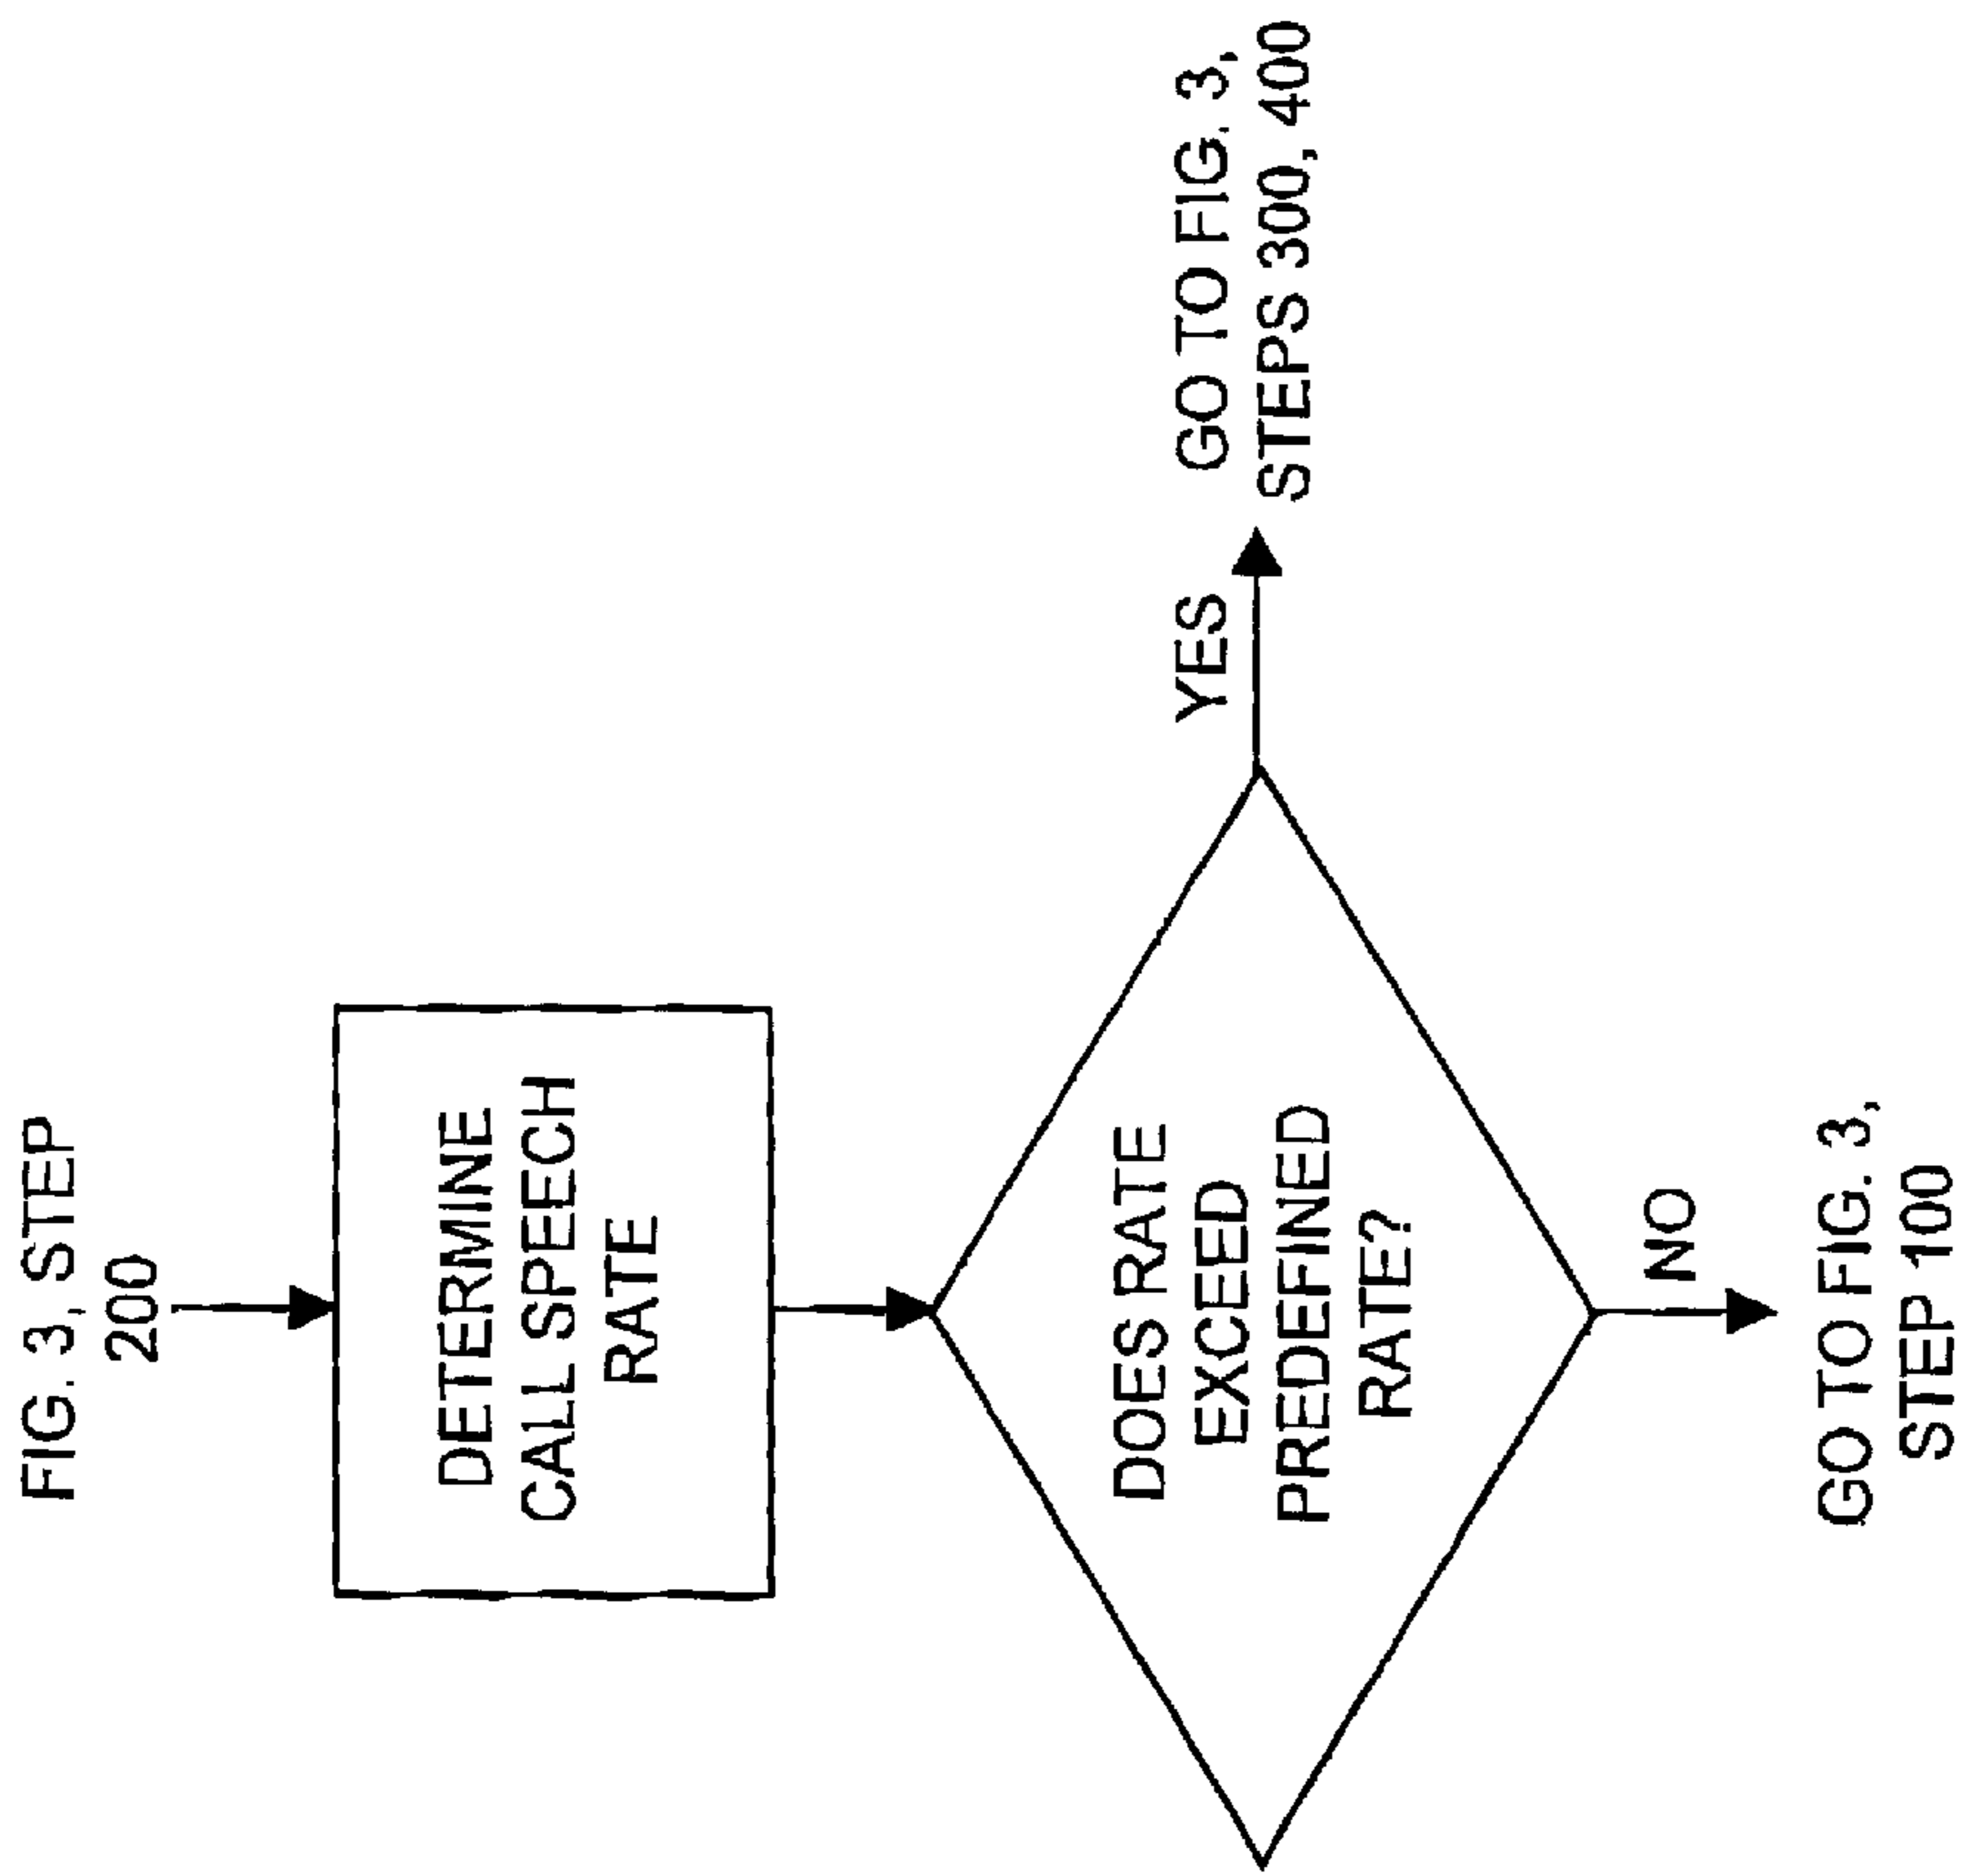 FIG. 3, STEP
200
DETERMINE
CALL SPEECH
RATE
DOES RATE
EXCEED
PREDEFINED
RATE?
YES
GO TO FIG. 3,
STEPS 300, 400
NO
GO TO FIG. 3,
STEP 100